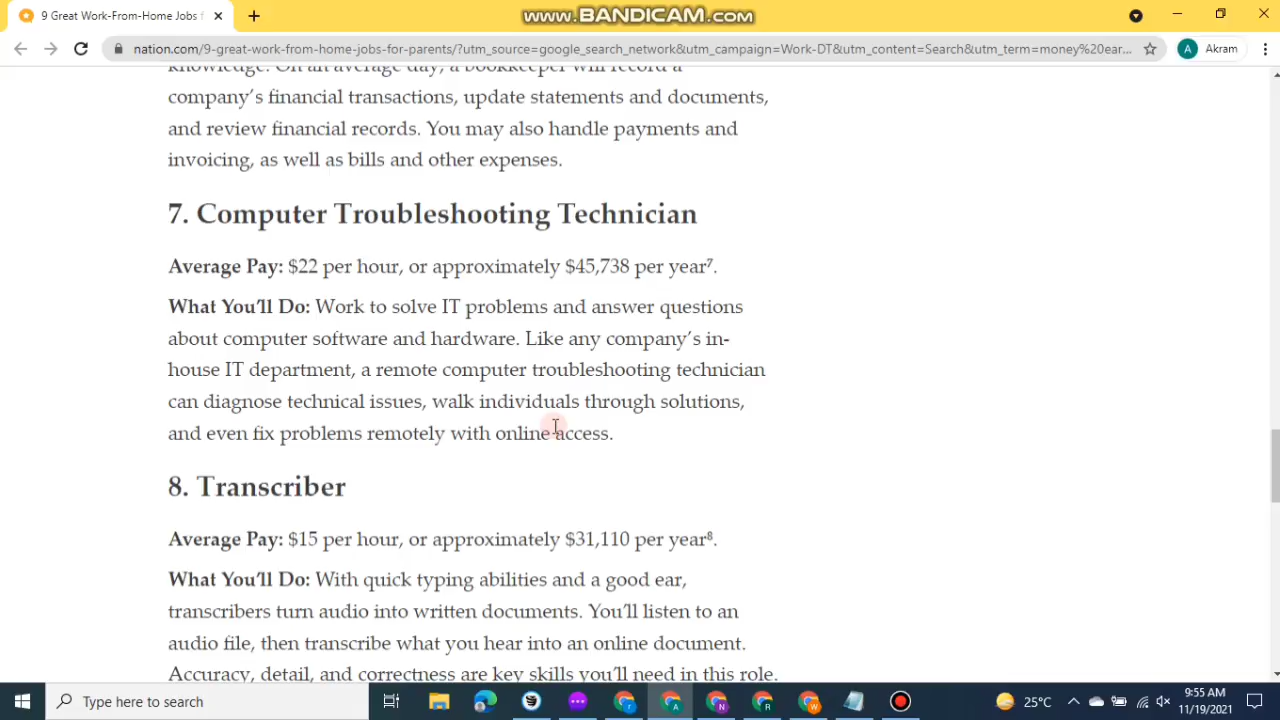 9 Great Work-From-Home Jobs f
www.BANDICAM.com
nation.com/9-great-work-from-home-jobs-for-parents/?utm_source=google_search_network&utm_campaign=Work-DT&utm_content=Search&utm_term=money%20ear...
A Akram
knowledge. On an average day, a bookkeeper will record a
company's financial transactions, update statements and documents,
and review financial records. You may also handle payments and
invoicing, as well as bills and other expenses.
7. Computer Troubleshooting Technician
Average Pay: $22 per hour, or approximately $45,738 per year⁷.
What You'll Do: Work to solve IT problems and answer questions
about computer software and hardware. Like any company's in-
house IT department, a remote computer troubleshooting technician
can diagnose technical issues, walk individuals through solutions,
and even fix problems remotely with online access.
8. Transcriber
Average Pay: $15 per hour, or approximately $31,110 per year⁸.
What You'll Do: With quick typing abilities and a good ear,
transcribers turn audio into written documents. You'll listen to an
audio file, then transcribe what you hear into an online document.
Accuracy, detail, and correctness are key skills you'll need in this role.
Type here to search
A
N
R
W
25°C
9:55 AM
11/19/2021